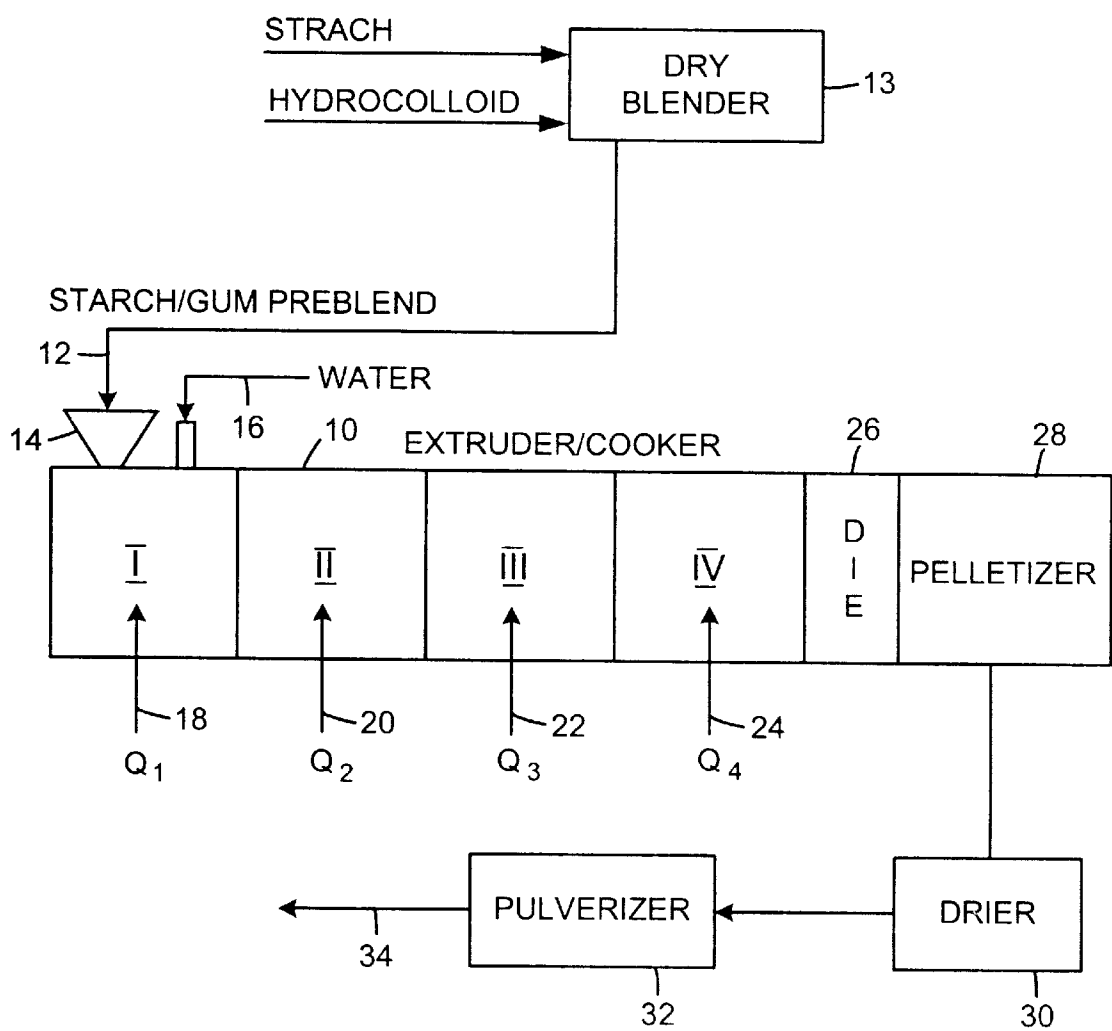 STRACH
HYDROCOLLOID
DRY
BLENDER
13
STARCH/GUM PREBLEND
12
WATER
14
16
10
EXTRUDER/COOKER
26
28
I
II
III
IV
D
I
E
PELLETIZER
18
20
22
24
Q1
Q2
Q3
Q4
PULVERIZER
DRIER
34
32
30